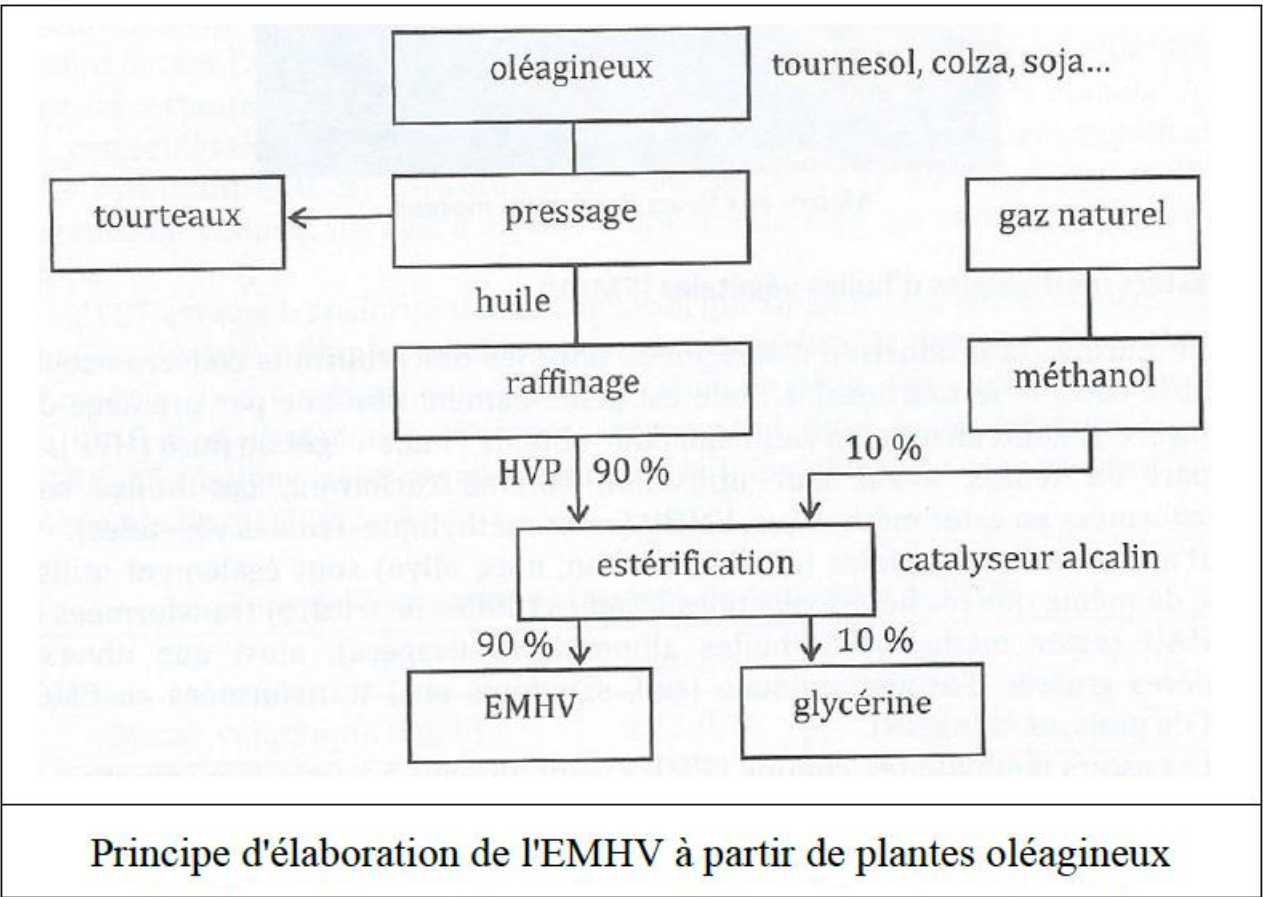 oléagineux
tournesol, colza, soja...
tourteaux
pressage
gaz naturel
huile
raffinage
méthanol
HVP 90 %
10 %
estérification
catalyseur alcalin
90 %
10 %
EMHV
glycérine
Principe d'élaboration de l'EMHV à partir de plantes oléagineux